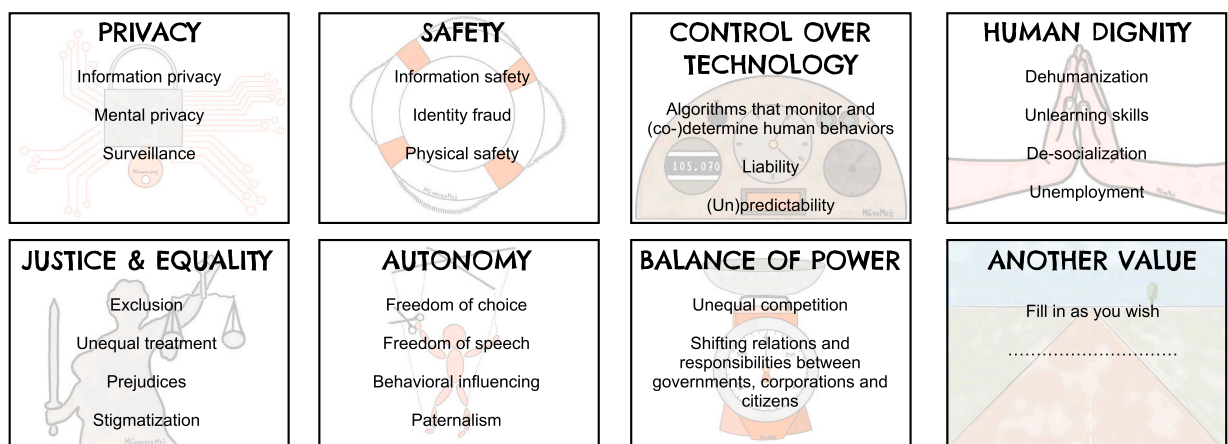 PRIVACY
Information privacy
Mental privacy
Surveillance
SAFETY
Information safety
Identity fraud
Physical safety
CONTROL OVER
TECHNOLOGY
Algorithms that monitor and
(co-)determine human behaviors
105,070
Liability
(Un)predictability
HUMAN DIGNITY
Dehumanization
Unlearning skills
De-socialization
Unemployment
JUSTICE & EQUALITY
Exclusion
Unequal treatment
Prejudices
Stigmatization
AUTONOMY
Freedom of choice
Freedom of speech
Behavioral influencing
Paternalism
BALANCE OF POWER
Unequal competition
Shifting relations and
responsibilities between
governments, corporations and
citizens
ANOTHER VALUE
Fill in as you wish
................................